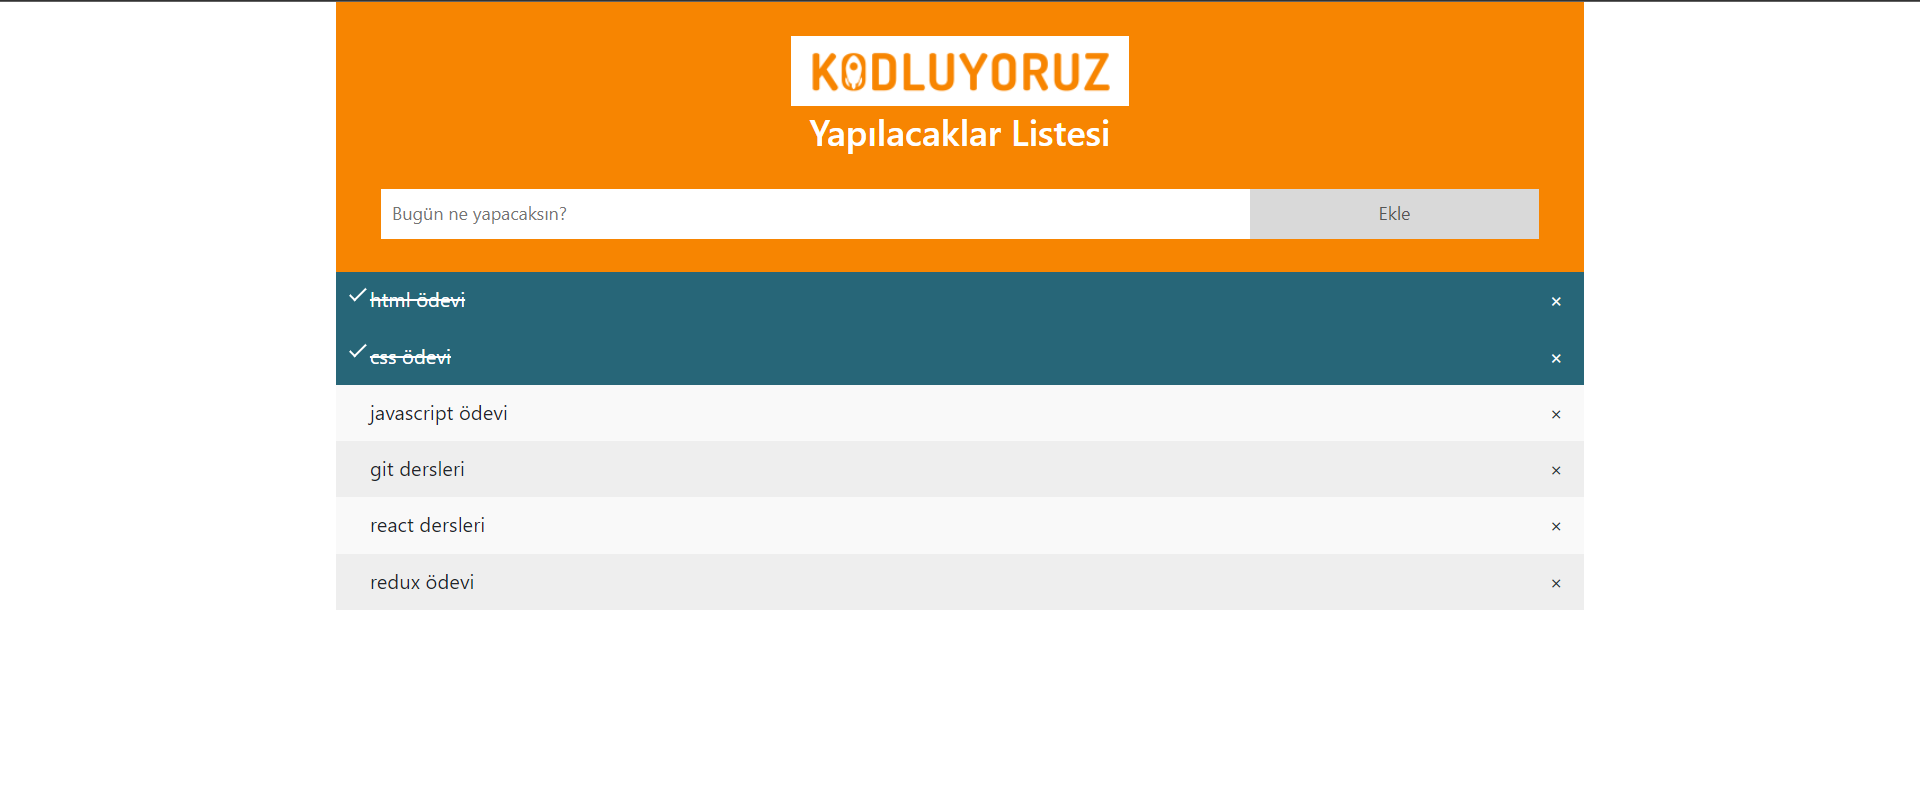 KODLUYORUZ
Yapılacaklar Listesi
Bugün ne yapacaksın?
Ekle
html ödevi ×
css ödevi ×
javascript ödevi ×
git dersleri ×
react dersleri ×
redux ödevi ×